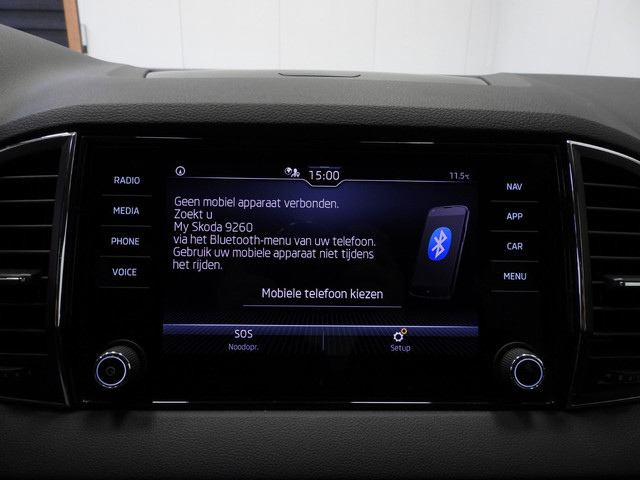 RADIO
MEDIA
PHONE
VOICE
15:00
11.5°C
Geen mobiel apparaat verbonden.
Zoekt u
My Skoda 9260
via het Bluetooth-menu van uw telefoon.
Gebruik uw mobiele apparaat niet tijdens
het rijden.
Mobiele telefoon kiezen
SOS
Noodopr.
Setup
NAV
APP
CAR
MENU